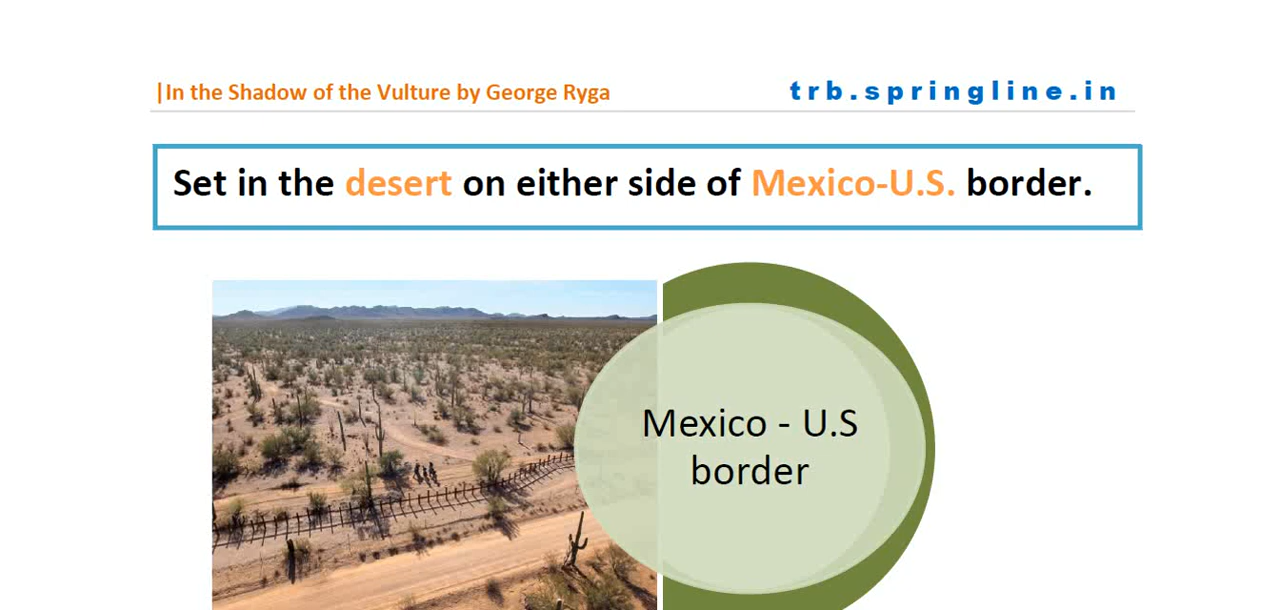 |In the Shadow of the Vulture by George Ryga
trb.springline.in
Set in the desert on either side of Mexico-U.S. border.
Mexico - U.S
border